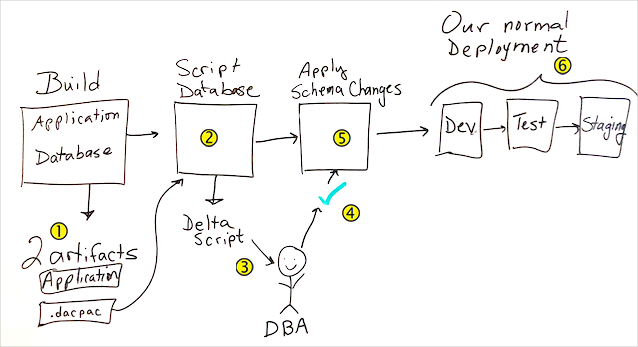 Build
Application
Database
1
2 artifacts
Application
.dacpac
Script
Database
2
Delta
Script
3
DBA
4
Apply
Schema Changes
5
Our normal
Deployment
6
Dev
Test
Staging